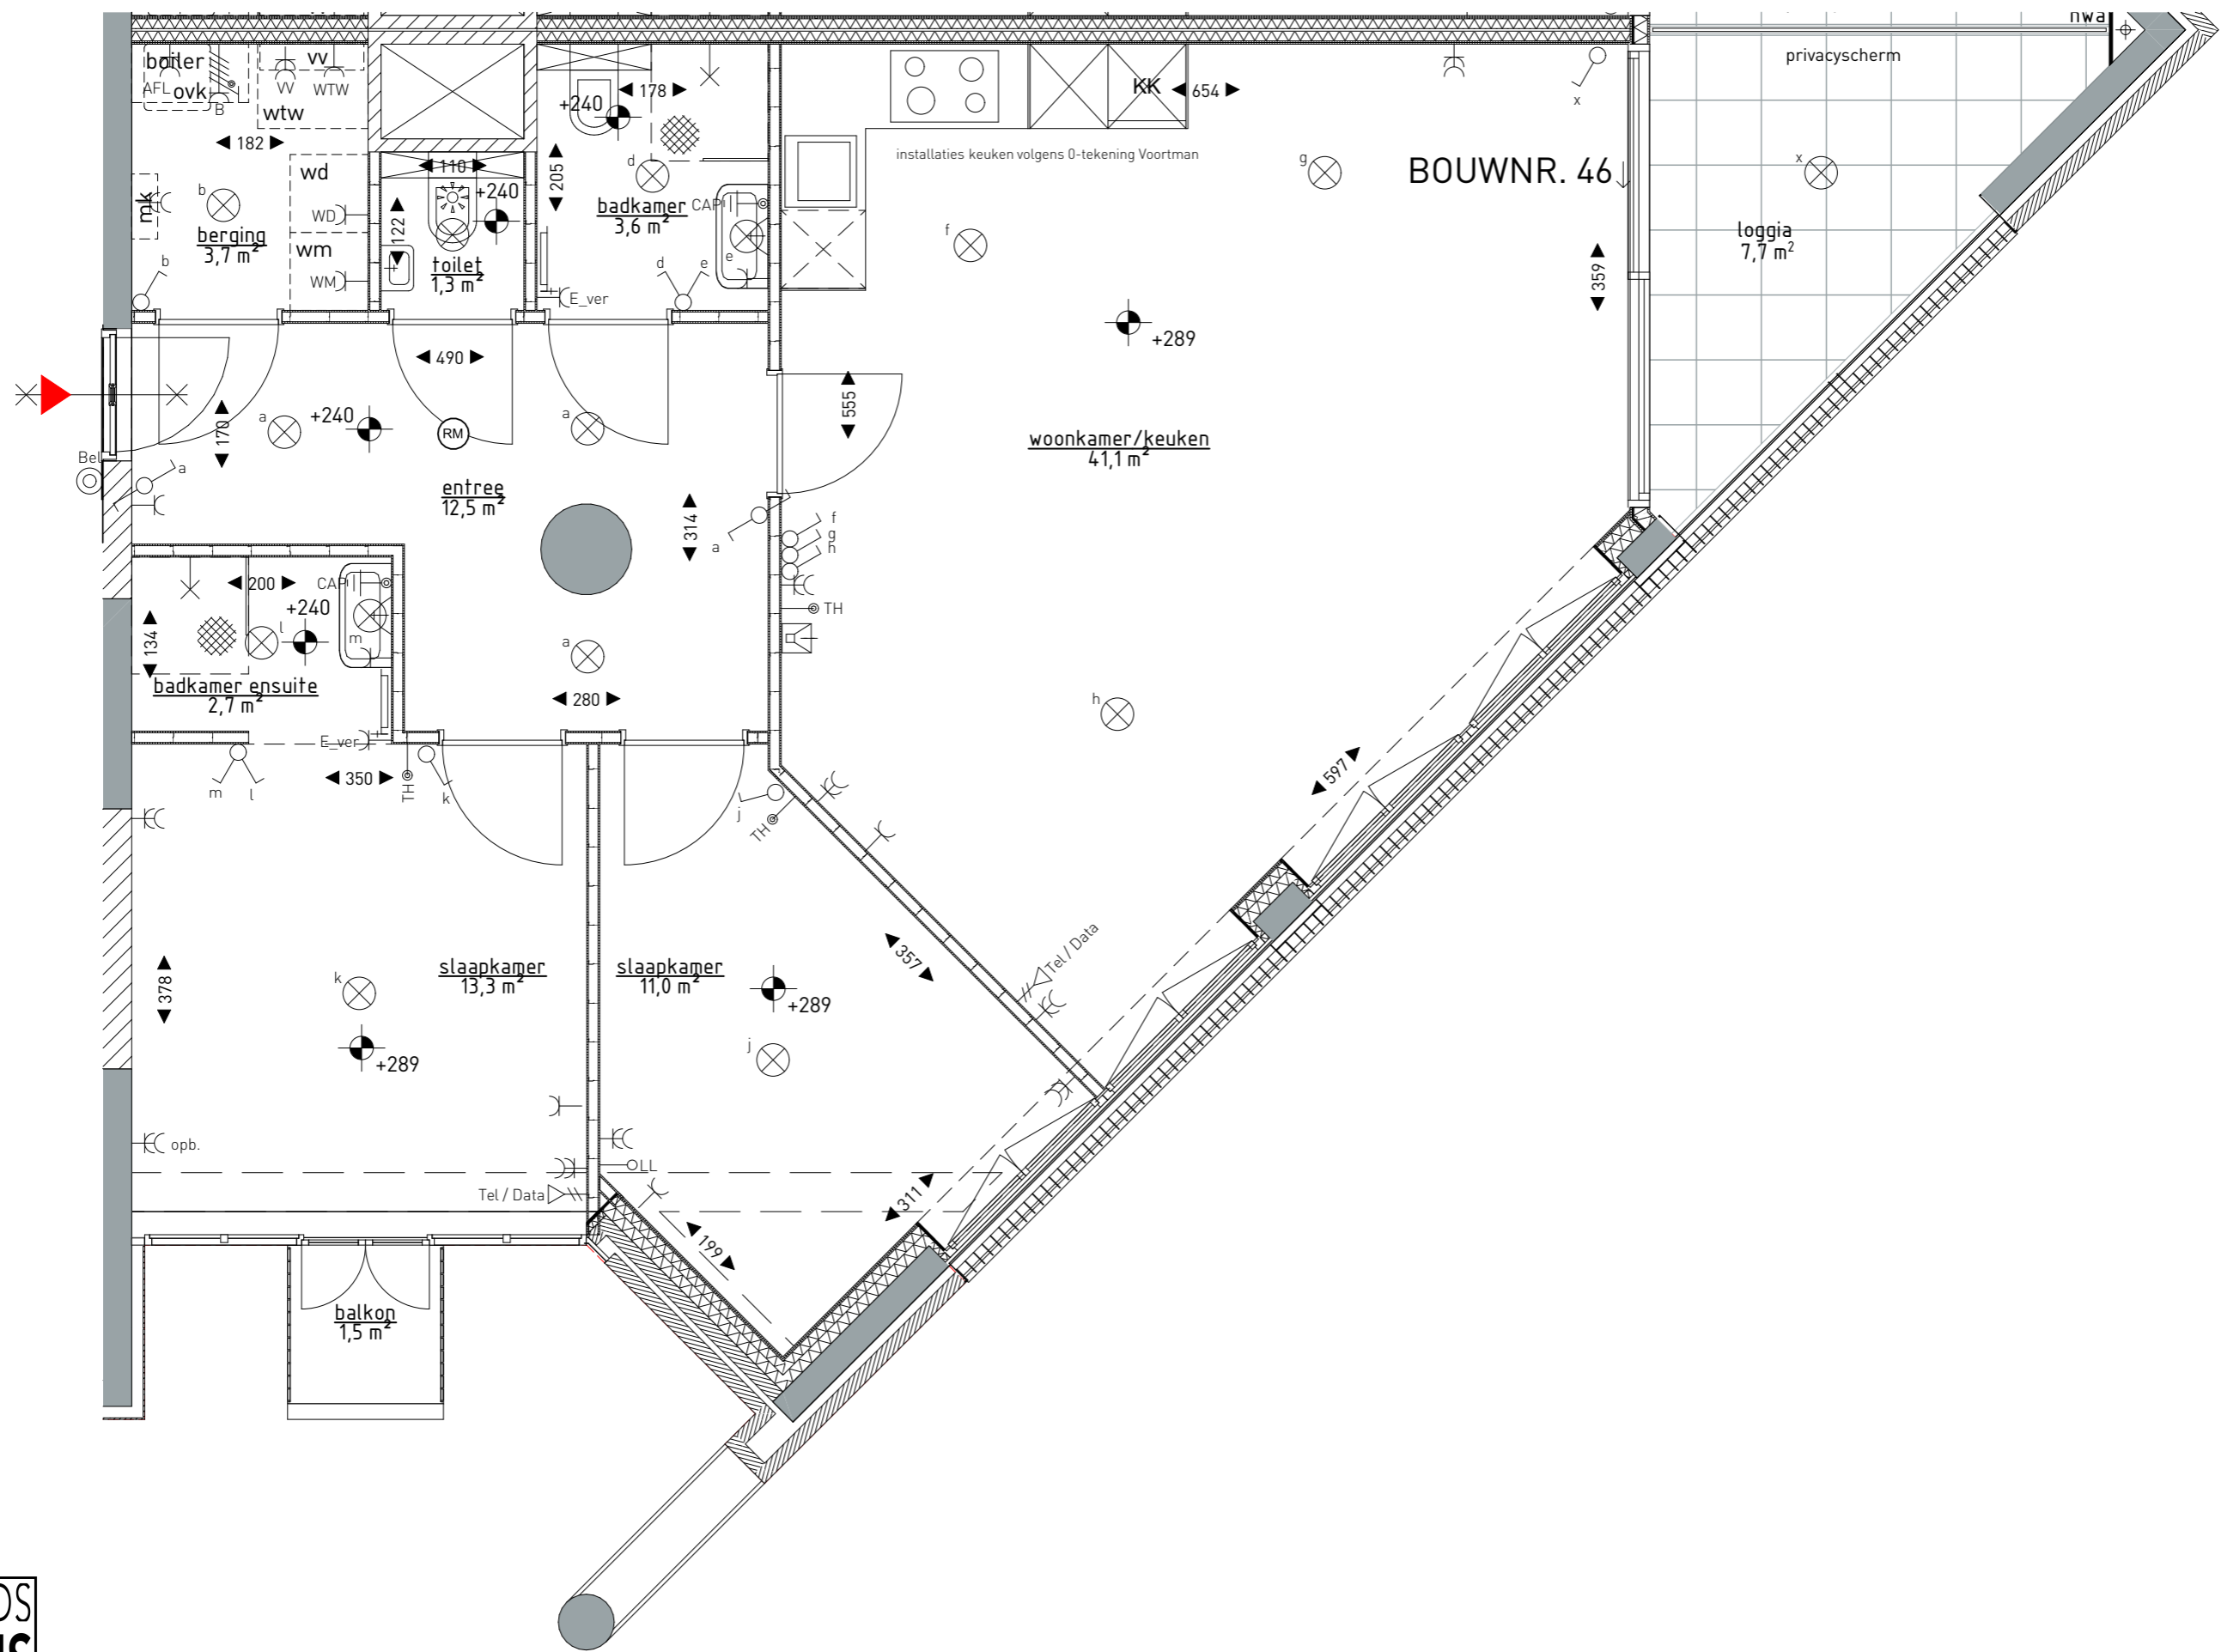 hwa
privacyscherm
boiler
vv
AFL
ovk
B
VV
WTW
wtw
182
wd
mk
b
WD
berging
3,7 m²
wm
WM
b
110
+240
122
toilet
1,3 m²
+240
178
205
d
badkamer
3,6 m²
CAP
d
e
e
E_ver
KK
654
installaties keuken volgens 0-tekening Voortman
g
x
BOUWNR. 46
x
f
loggia
7,7 m²
359
+289
490
555
a
+240
a
RM
170
Bel
a
woonkamer/keuken
41,1 m²
entree
12,5 m²
314
a
f
g
h
TH
200
CAP
+240
134
l
m
a
badkamer ensuite
2,7 m²
280
h
E_ver
m
l
350
TH
k
j
TH
597
slaapkamer
13,3 m²
slaapkamer
11,0 m²
357
Tel / Data
378
k
+289
+289
j
opb.
LL
Tel / Data
311
199
balkon
1,5 m²